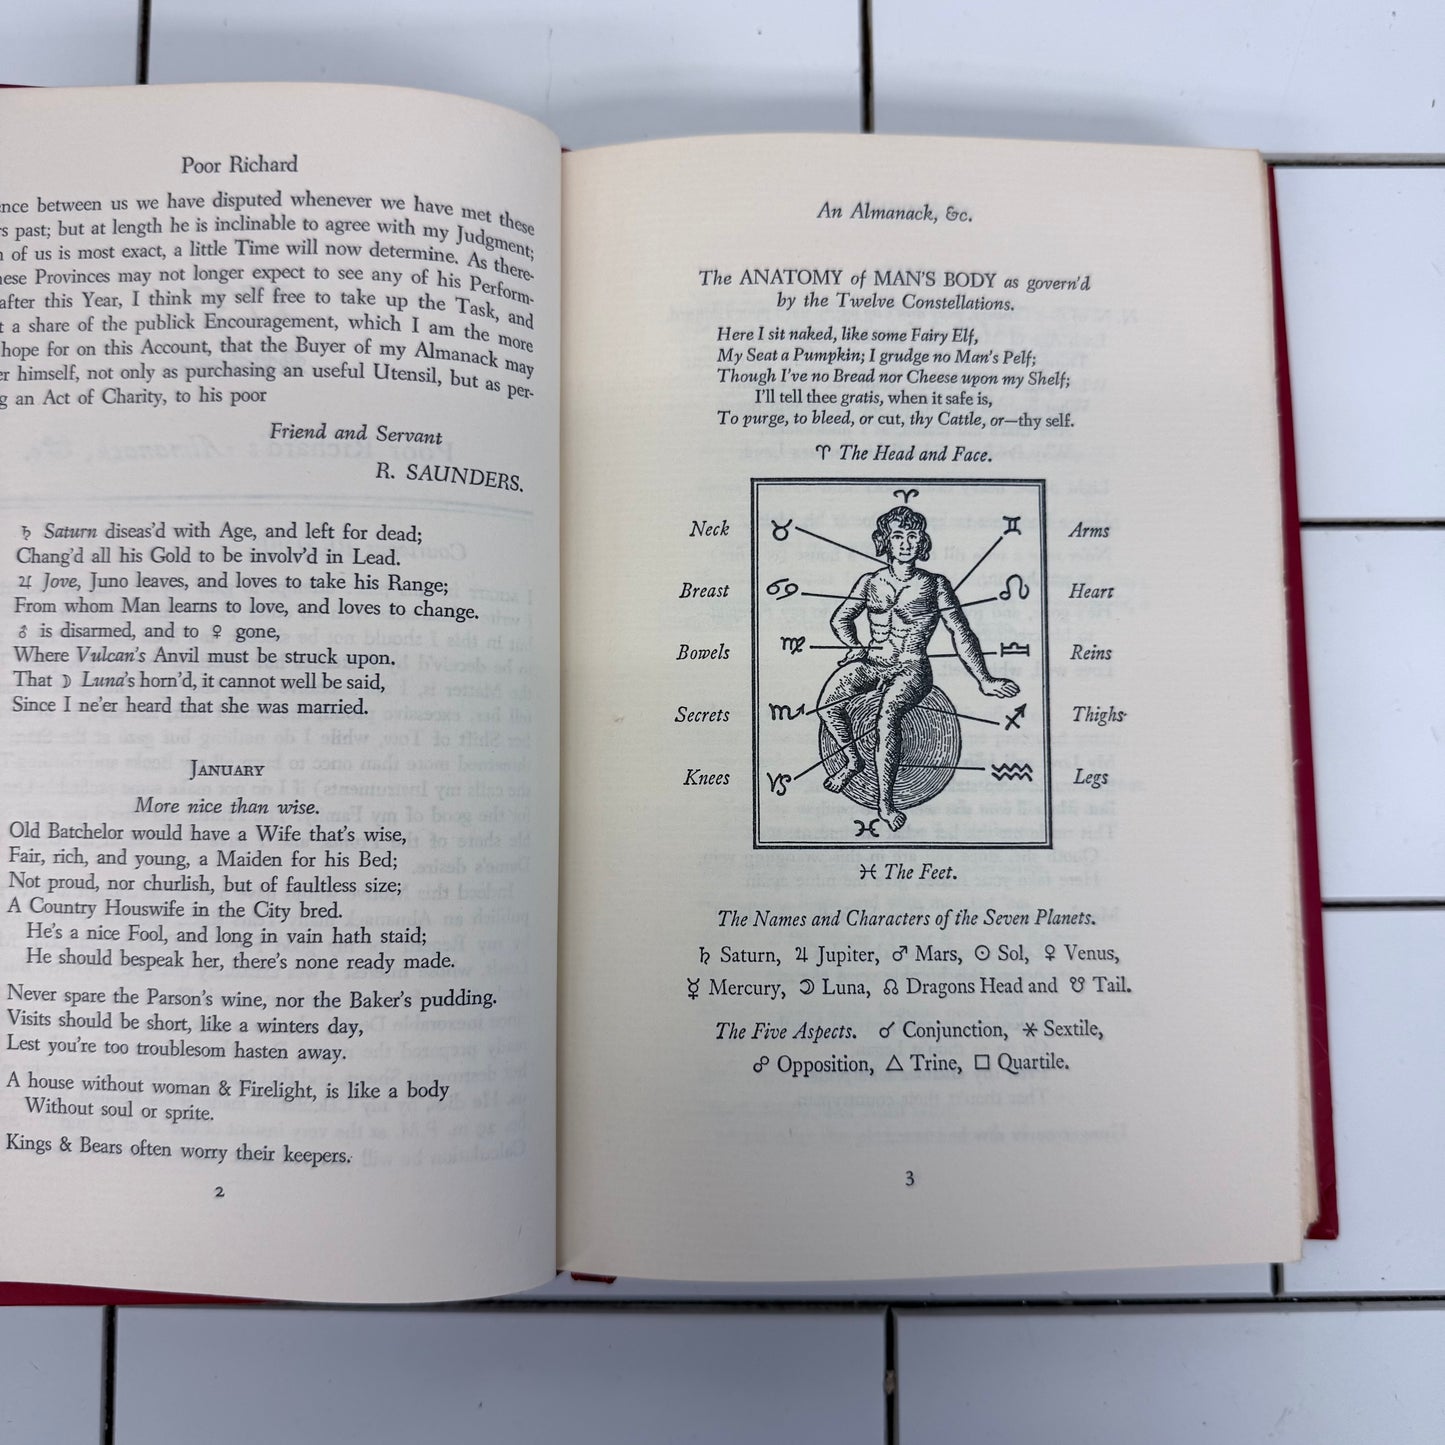 Poor Richard
between us we have disputed whenever we have met these
past; but at length he is inclinable to agree with my Judgment;
of us is most exact, a little Time will now determine. As there-
Provinces may not longer expect to see any of his Perform-
after this Year, I think my self free to take up the Task, and
a share of the publick Encouragement, which I am the more
hope for on this Account, that the Buyer of my Almanack may
himself, not only as purchasing an useful Utensil, but as per-
an Act of Charity, to his poor
Friend and Servant
R. SAUNDERS.
♄ Saturn diseas'd with Age, and left for dead;
Chang'd all his Gold to be involv'd in Lead.
♃ Jove, Juno leaves, and loves to take his Range;
From whom Man learns to love, and loves to change.
♂ is disarmed, and to ♀ gone,
Where Vulcan's Anvil must be struck upon.
That ☽ Luna's horn'd, it cannot well be said,
Since I ne'er heard that she was married.
JANUARY
More nice than wise.
Old Batchelor would have a Wife that's wise,
Fair, rich, and young, a Maiden for his Bed;
Not proud, nor churlish, but of faultless size;
A Country Houswife in the City bred.
He's a nice Fool, and long in vain hath staid;
He should bespeak her, there's none ready made.
Never spare the Parson's wine, nor the Baker's pudding.
Visits should be short, like a winters day,
Lest you're too troublesom hasten away.
A house without woman & Firelight, is like a body
Without soul or sprite.
Kings & Bears often worry their keepers.
2
An Almanack, &c.
The ANATOMY of MAN'S BODY as govern'd
by the Twelve Constellations.
Here I sit naked, like some Fairy Elf,
My Seat a Pumpkin; I grudge no Man's Pelf;
Though I've no Bread nor Cheese upon my Shelf;
I'll tell thee gratis, when it safe is,
To purge, to bleed, or cut, thy Cattle, or—thy self.
♈ The Head and Face.
♈
Neck ♉ ♊ Arms
Breast ♋ ♌ Heart
Bowels ♍ ♎ Reins
Secrets ♏ ♐ Thighs
Knees ♑ ♒ Legs
♓
♓ The Feet.
The Names and Characters of the Seven Planets.
♄ Saturn, ♃ Jupiter, ♂ Mars, ☉ Sol, ♀ Venus,
☿ Mercury, ☽ Luna, ☊ Dragons Head and ☋ Tail.
The Five Aspects. ☌ Conjunction, ⚹ Sextile,
☍ Opposition, △ Trine, □ Quartile.
3